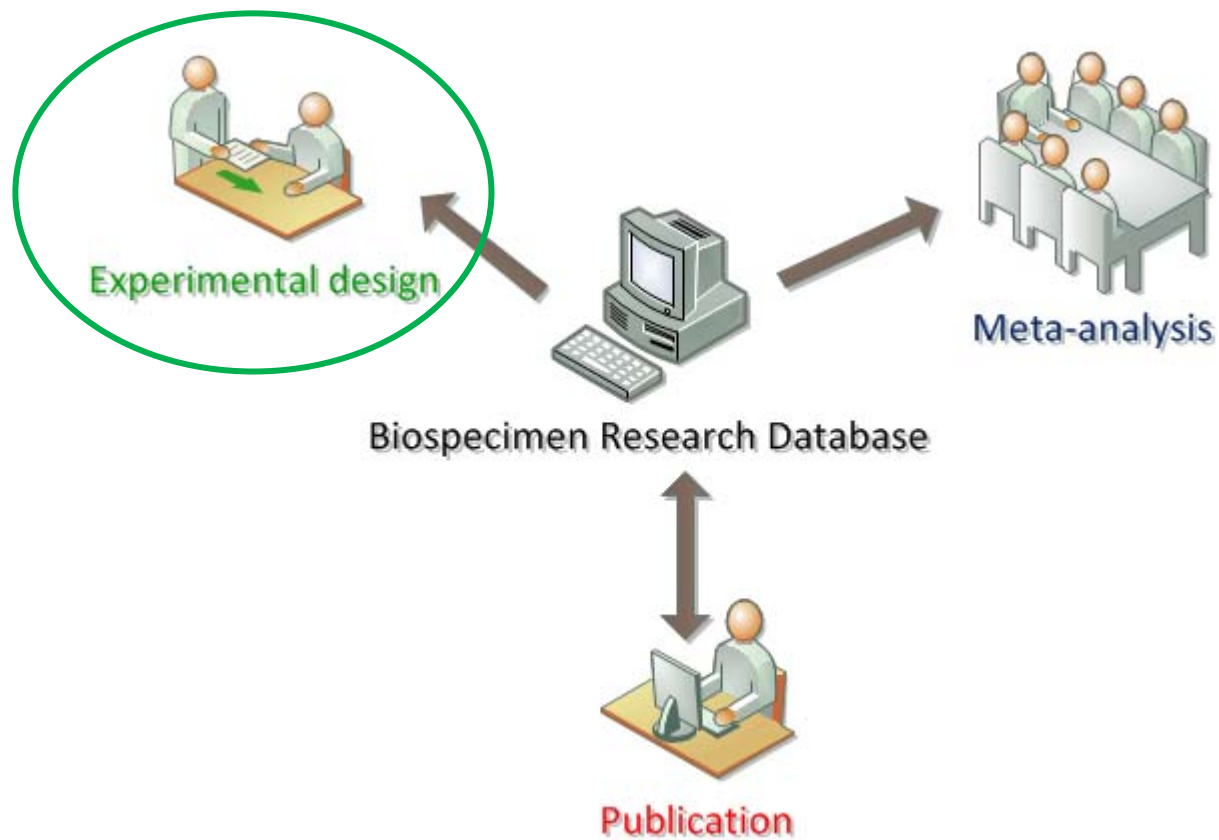 Experimental design
Meta-analysis
Biospecimen Research Database
Publication